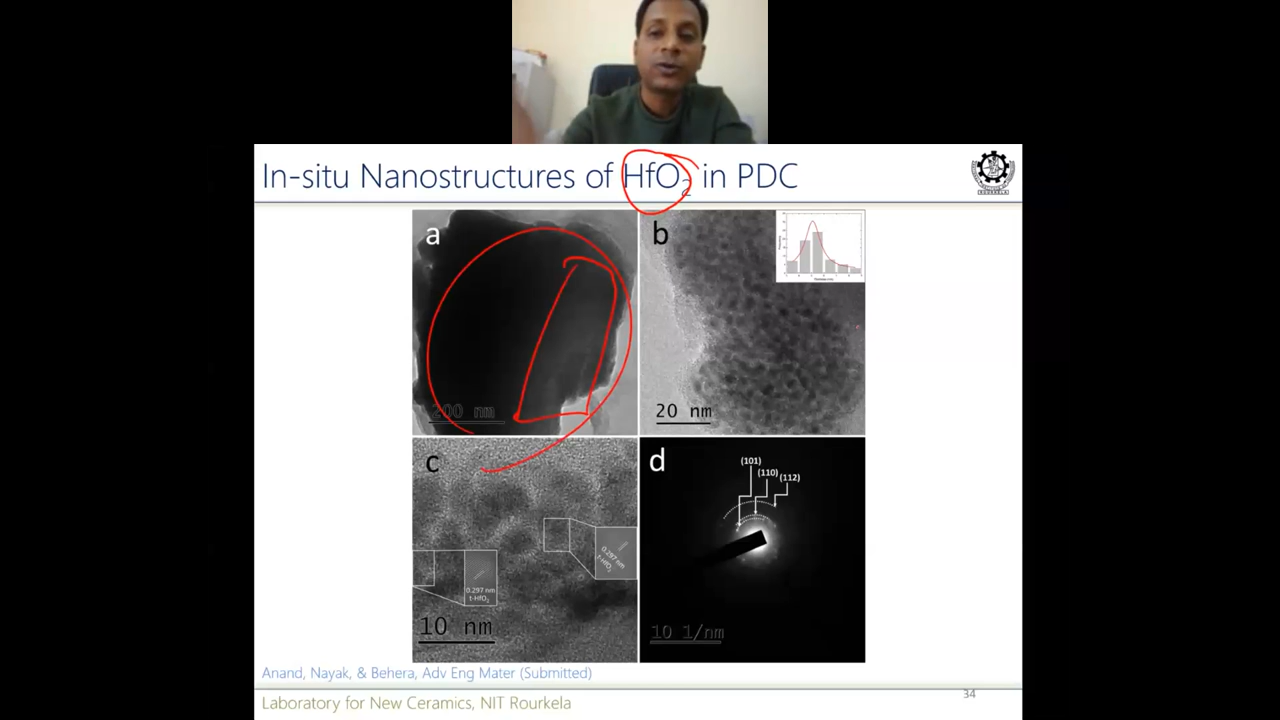 In-situ Nanostructures of HfO2 in PDC
a
200 nm
b
20 nm
c
0.297 nm
t-HfO2
0.297 nm
t-HfO2
10 nm
d
(101)
(110)
(112)
10 1/nm
Anand, Nayak, & Behera, Adv Eng Mater (Submitted)
Laboratory for New Ceramics, NIT Rourkela
34